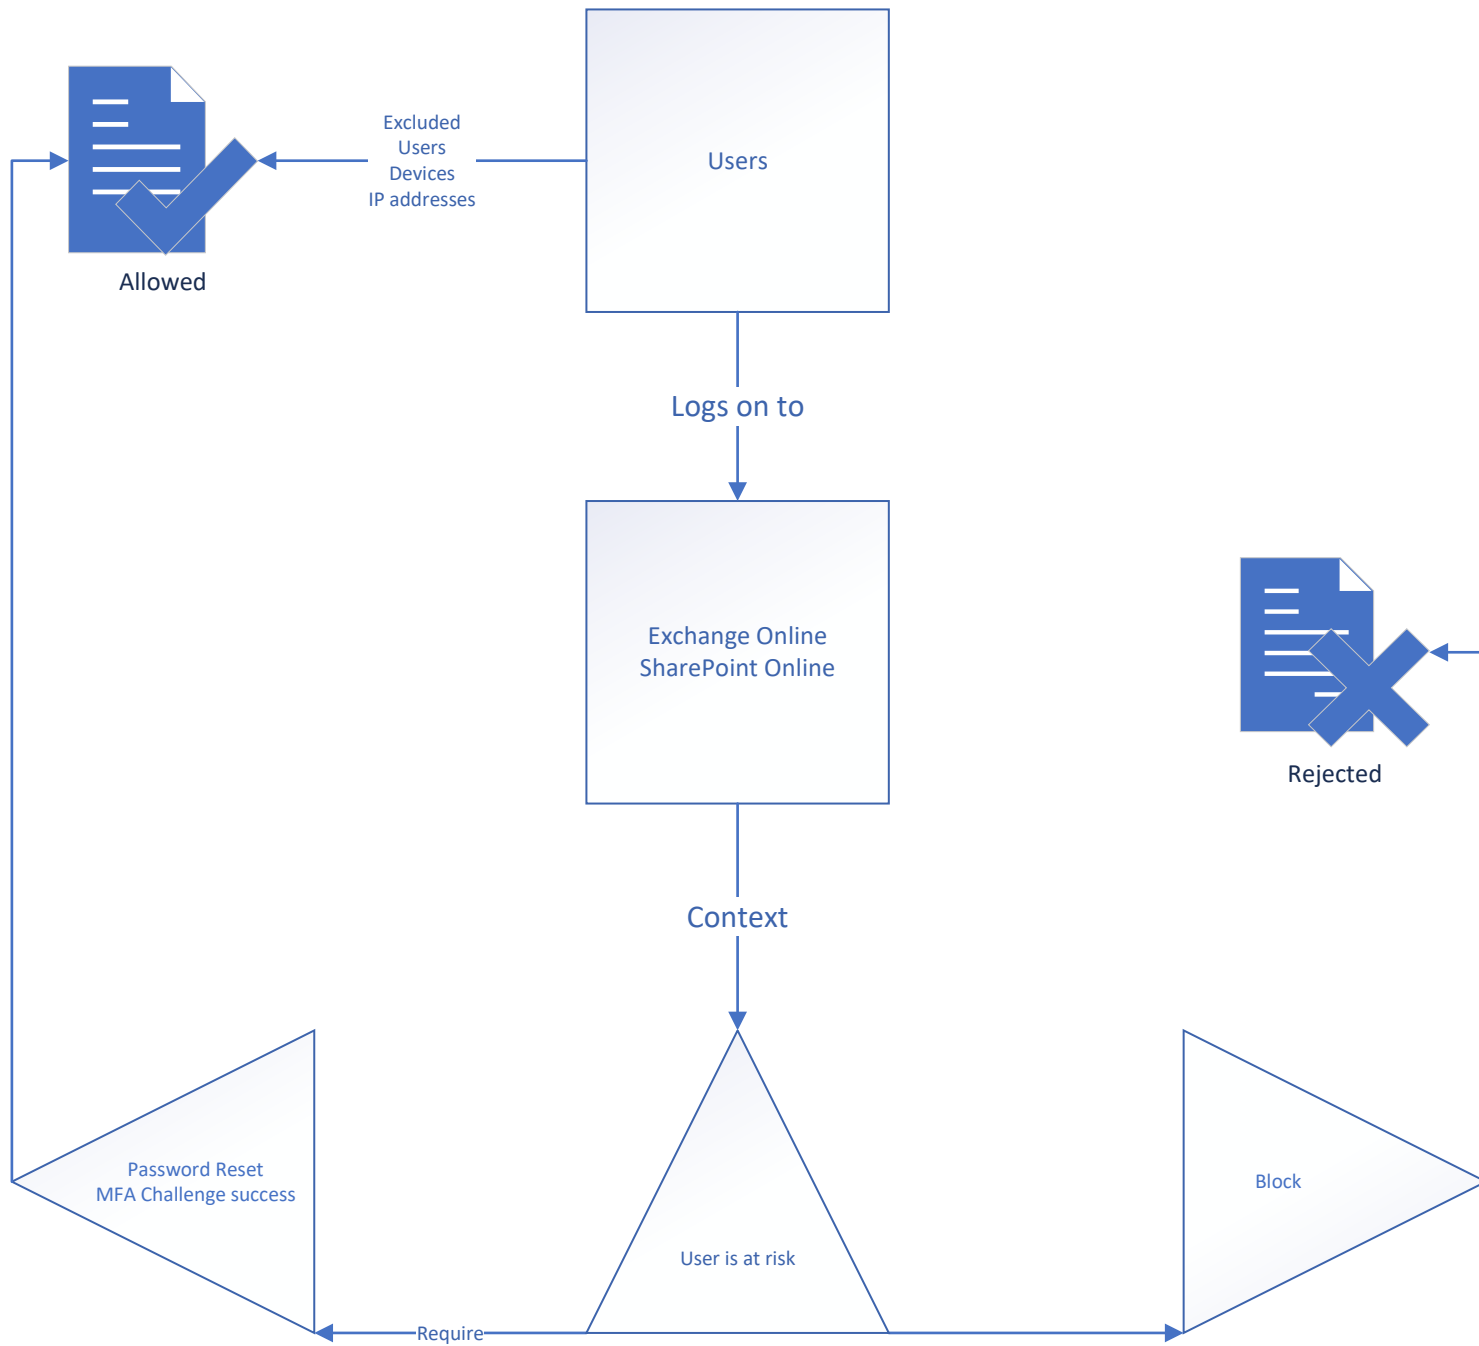 Excluded
Users
Devices
IP addresses
Users
Allowed
Logs on to
Exchange Online
SharePoint Online
Rejected
Context
Password Reset
MFA Challenge success
User is at risk
Block
Require